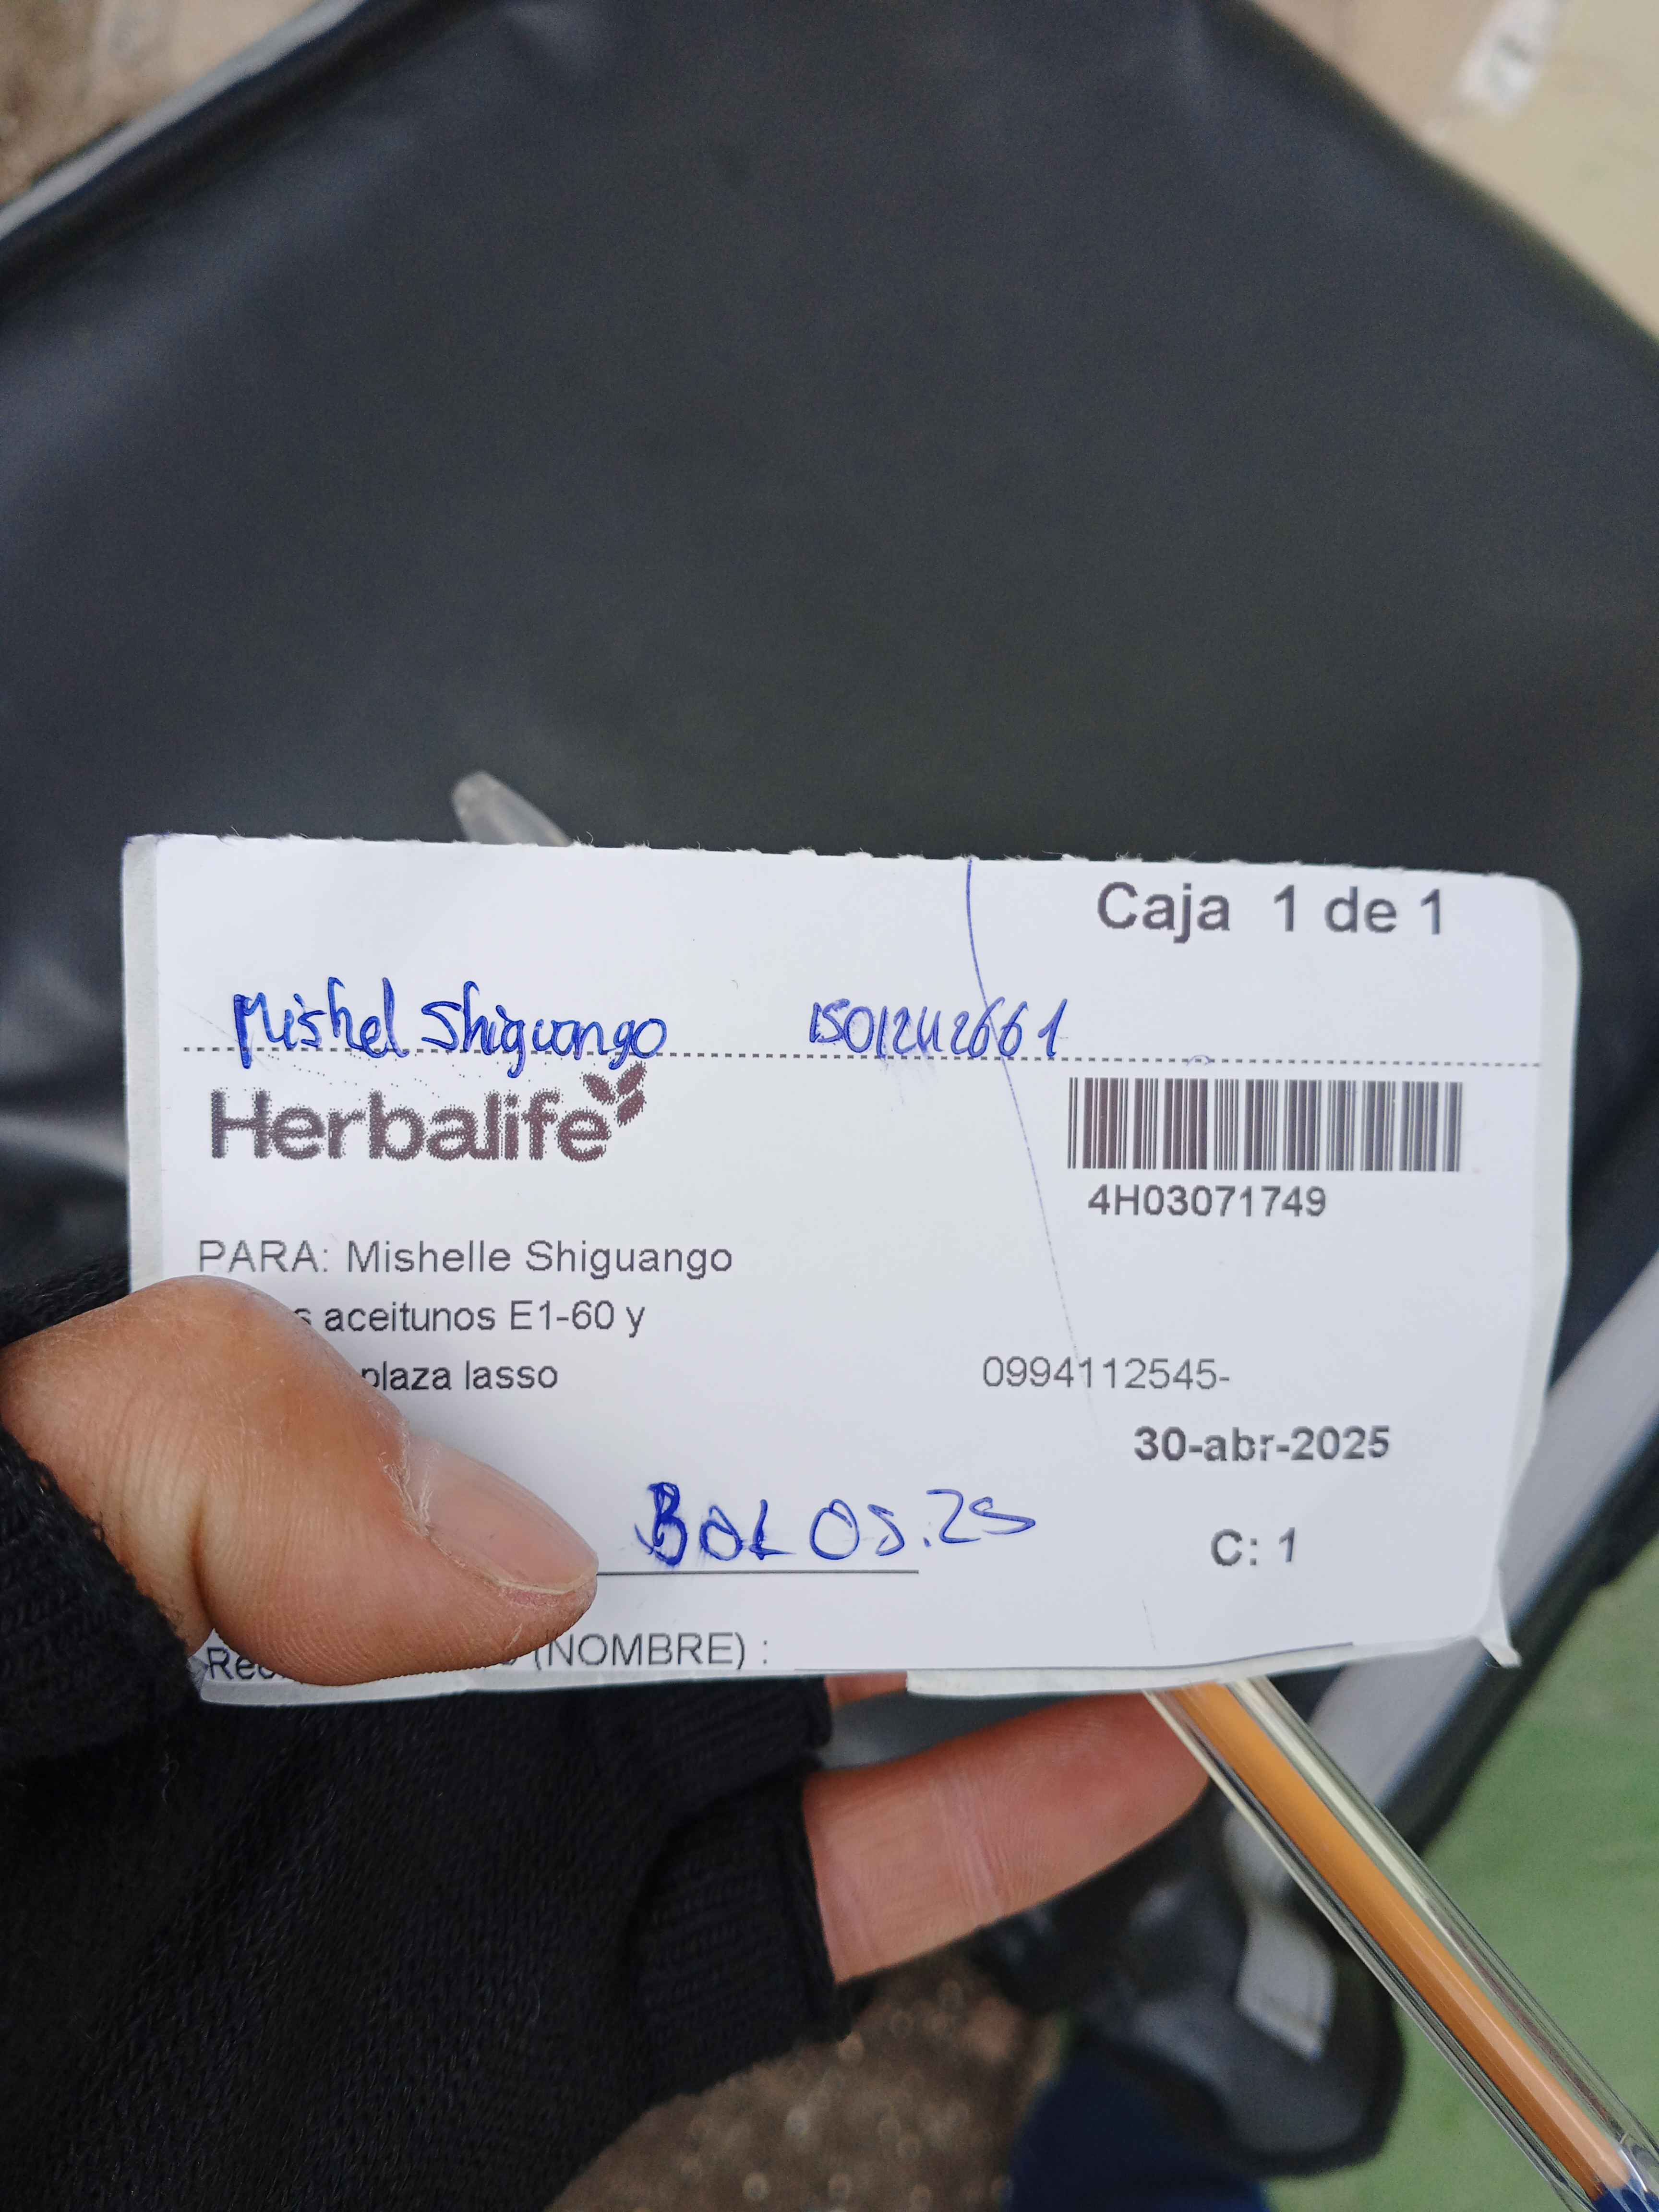 Caja 1 de 1
Mishel Shiguango 1501242661
Herbalife
4H03071749
PARA: Mishelle Shiguango
aceitunos E1-60 y
plaza lasso 0994112545-
30-abr-2025
C: 1
(NOMBRE) :